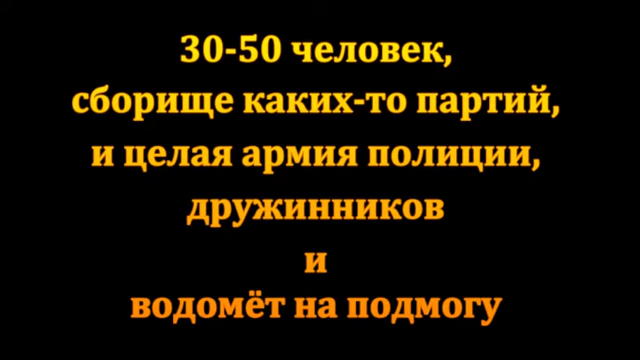 30-50 человек,
сборище каких-то партий,
и целая армия полиции,
дружинников
и
водомёт на подмогу